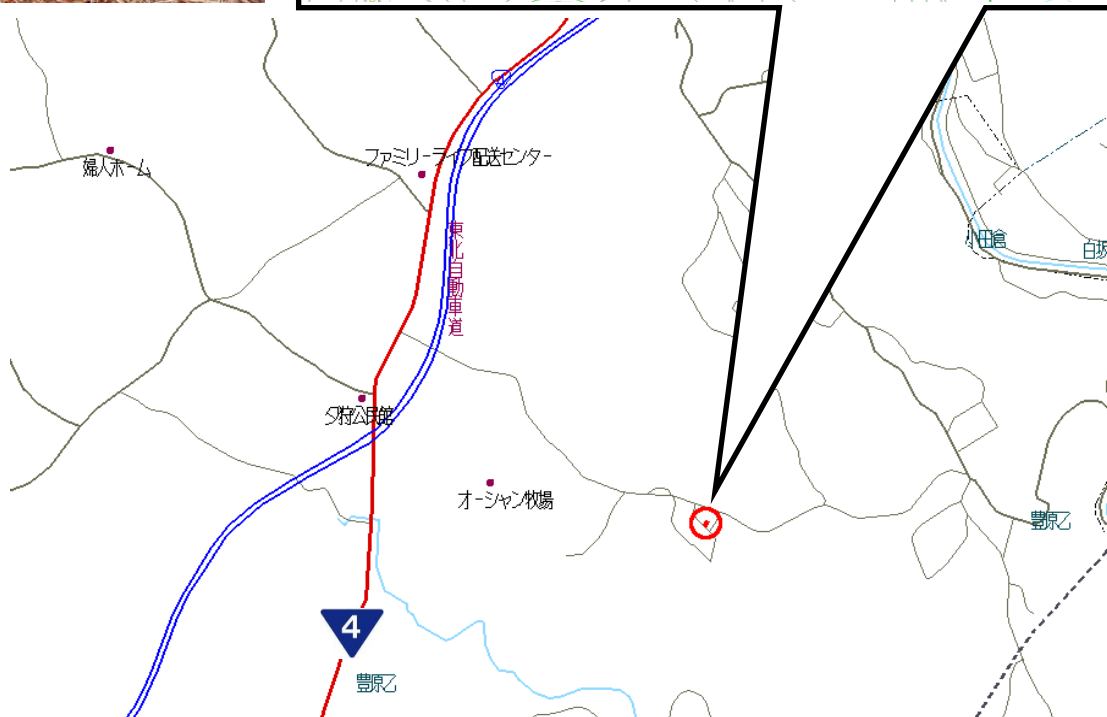 婦人ホーム
ファミリーライフ配送センター
東北自動車道
小田倉
白坂
夕狩公民館
オーシャン牧場
豊原乙
4
豊原乙